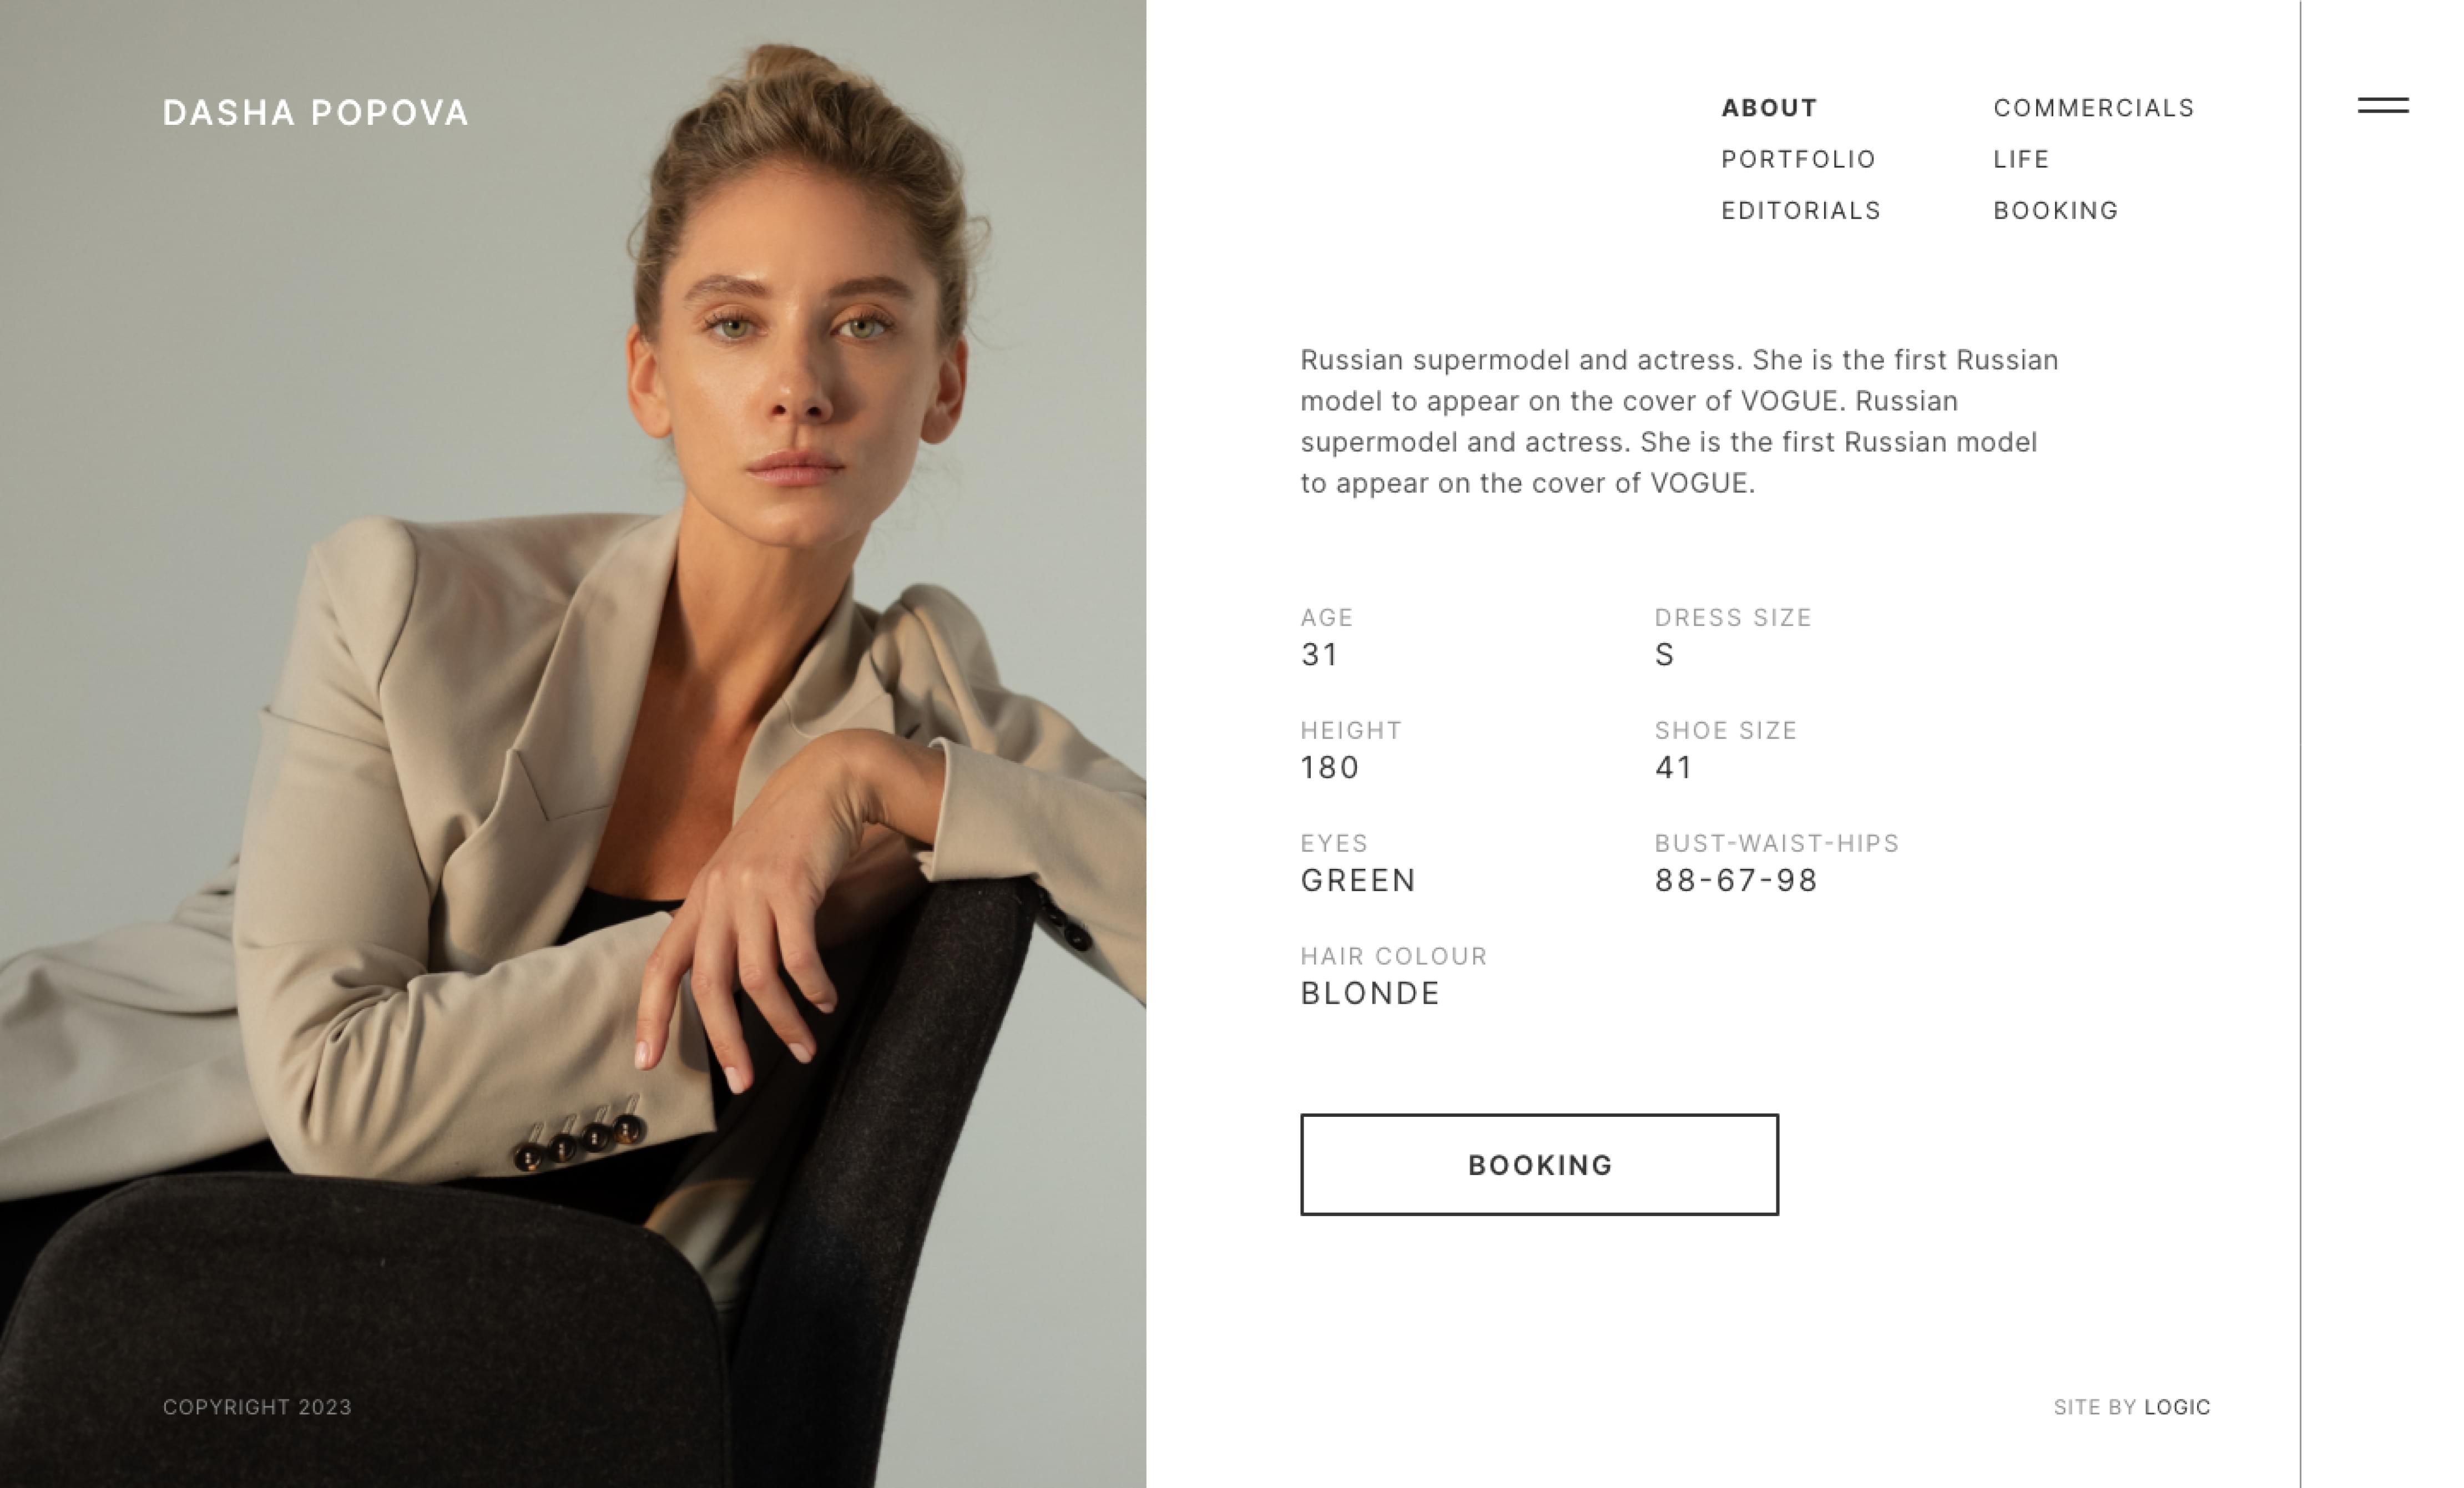 DASHA POPOVA
ABOUT
PORTFOLIO
EDITORIALS
COMMERCIALS
LIFE
BOOKING
Russian supermodel and actress. She is the first Russian
model to appear on the cover of VOGUE. Russian
supermodel and actress. She is the first Russian model
to appear on the cover of VOGUE.
AGE
31
HEIGHT
180
EYES
GREEN
HAIR COLOUR
BLONDE
DRESS SIZE
S
SHOE SIZE
41
BUST-WAIST-HIPS
88-67-98
BOOKING
COPYRIGHT 2023
SITE BY LOGIC